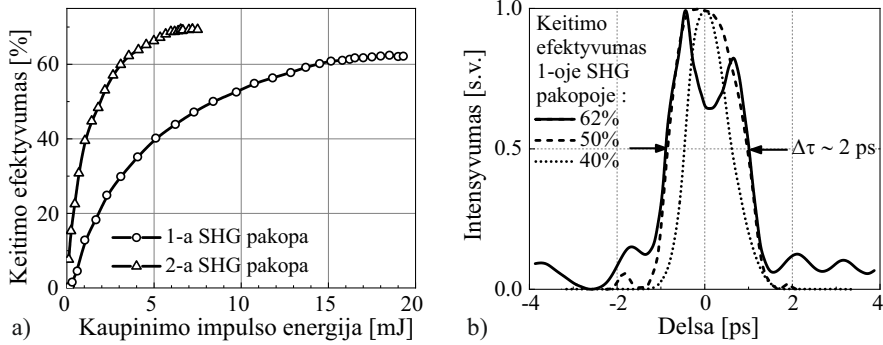 a)
Keitimo efektyvumas [%]
60
40
20
0
1-a SHG pakopa
2-a SHG pakopa
0
5
10
15
20
Kaupinimo impulso energija [mJ]
b)
Intensyvumas [s.v.]
1.0
0.5
0.0
Keitimo
efektyvumas
1-oje SHG
pakopoje :
62%
50%
40%
Δτ ~ 2 ps
-4
-2
0
2
4
Delsa [ps]